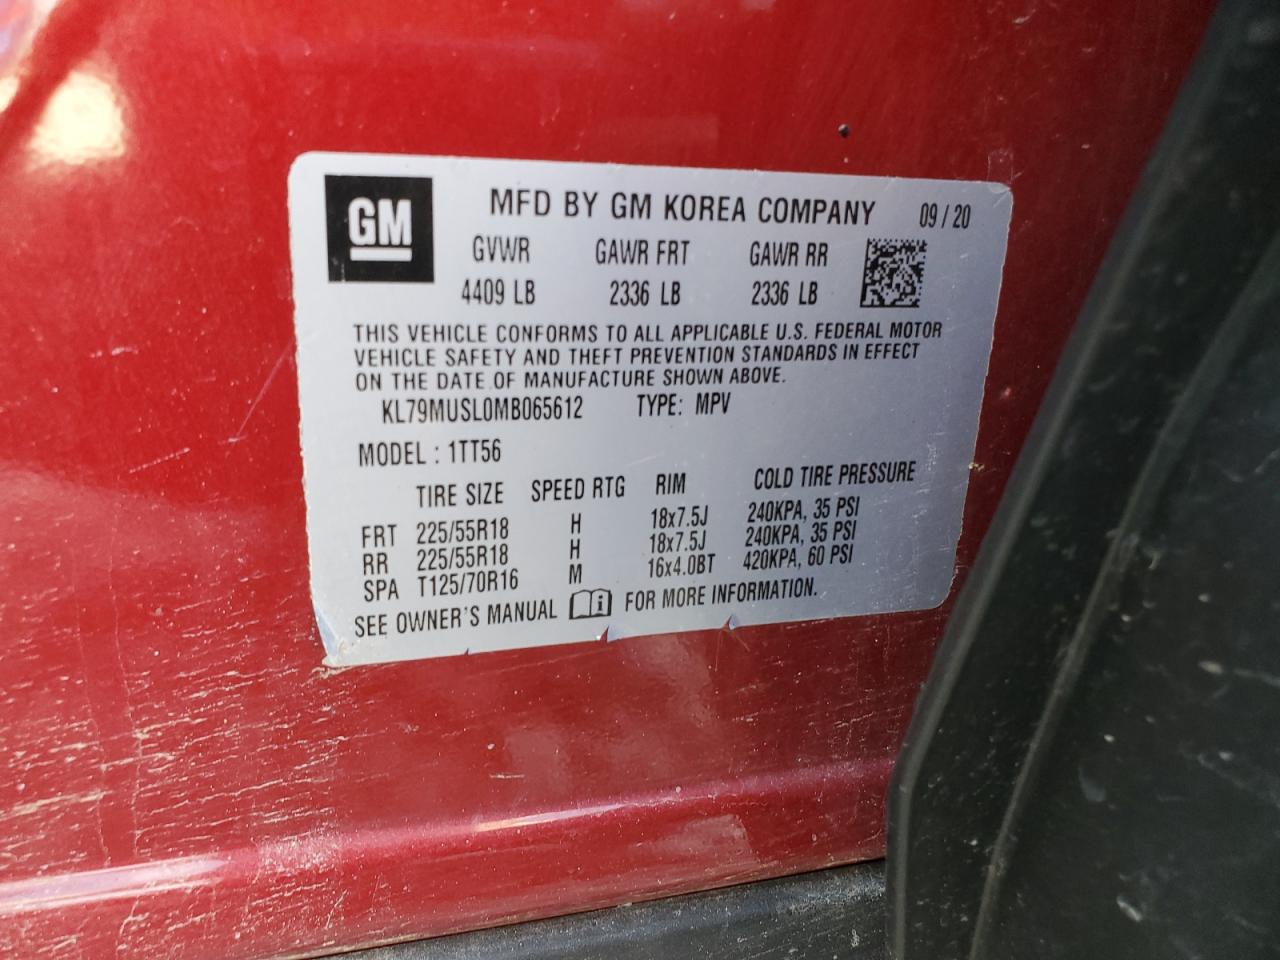 GM
MFD BY GM KOREA COMPANY 09/20
GVWR GAWR FRT GAWR RR
4409 LB 2336 LB 2336 LB
THIS VEHICLE CONFORMS TO ALL APPLICABLE U.S. FEDERAL MOTOR
VEHICLE SAFETY AND THEFT PREVENTION STANDARDS IN EFFECT
ON THE DATE OF MANUFACTURE SHOWN ABOVE.
KL79MUSL0MB065612 TYPE: MPV
MODEL : 1TT56
TIRE SIZE SPEED RTG RIM COLD TIRE PRESSURE
FRT 225/55R18 H 18x7.5J 240KPA, 35 PSI
RR 225/55R18 H 18x7.5J 240KPA, 35 PSI
SPA T125/70R16 M 16x4.0BT 420KPA, 60 PSI
SEE OWNER'S MANUAL FOR MORE INFORMATION.